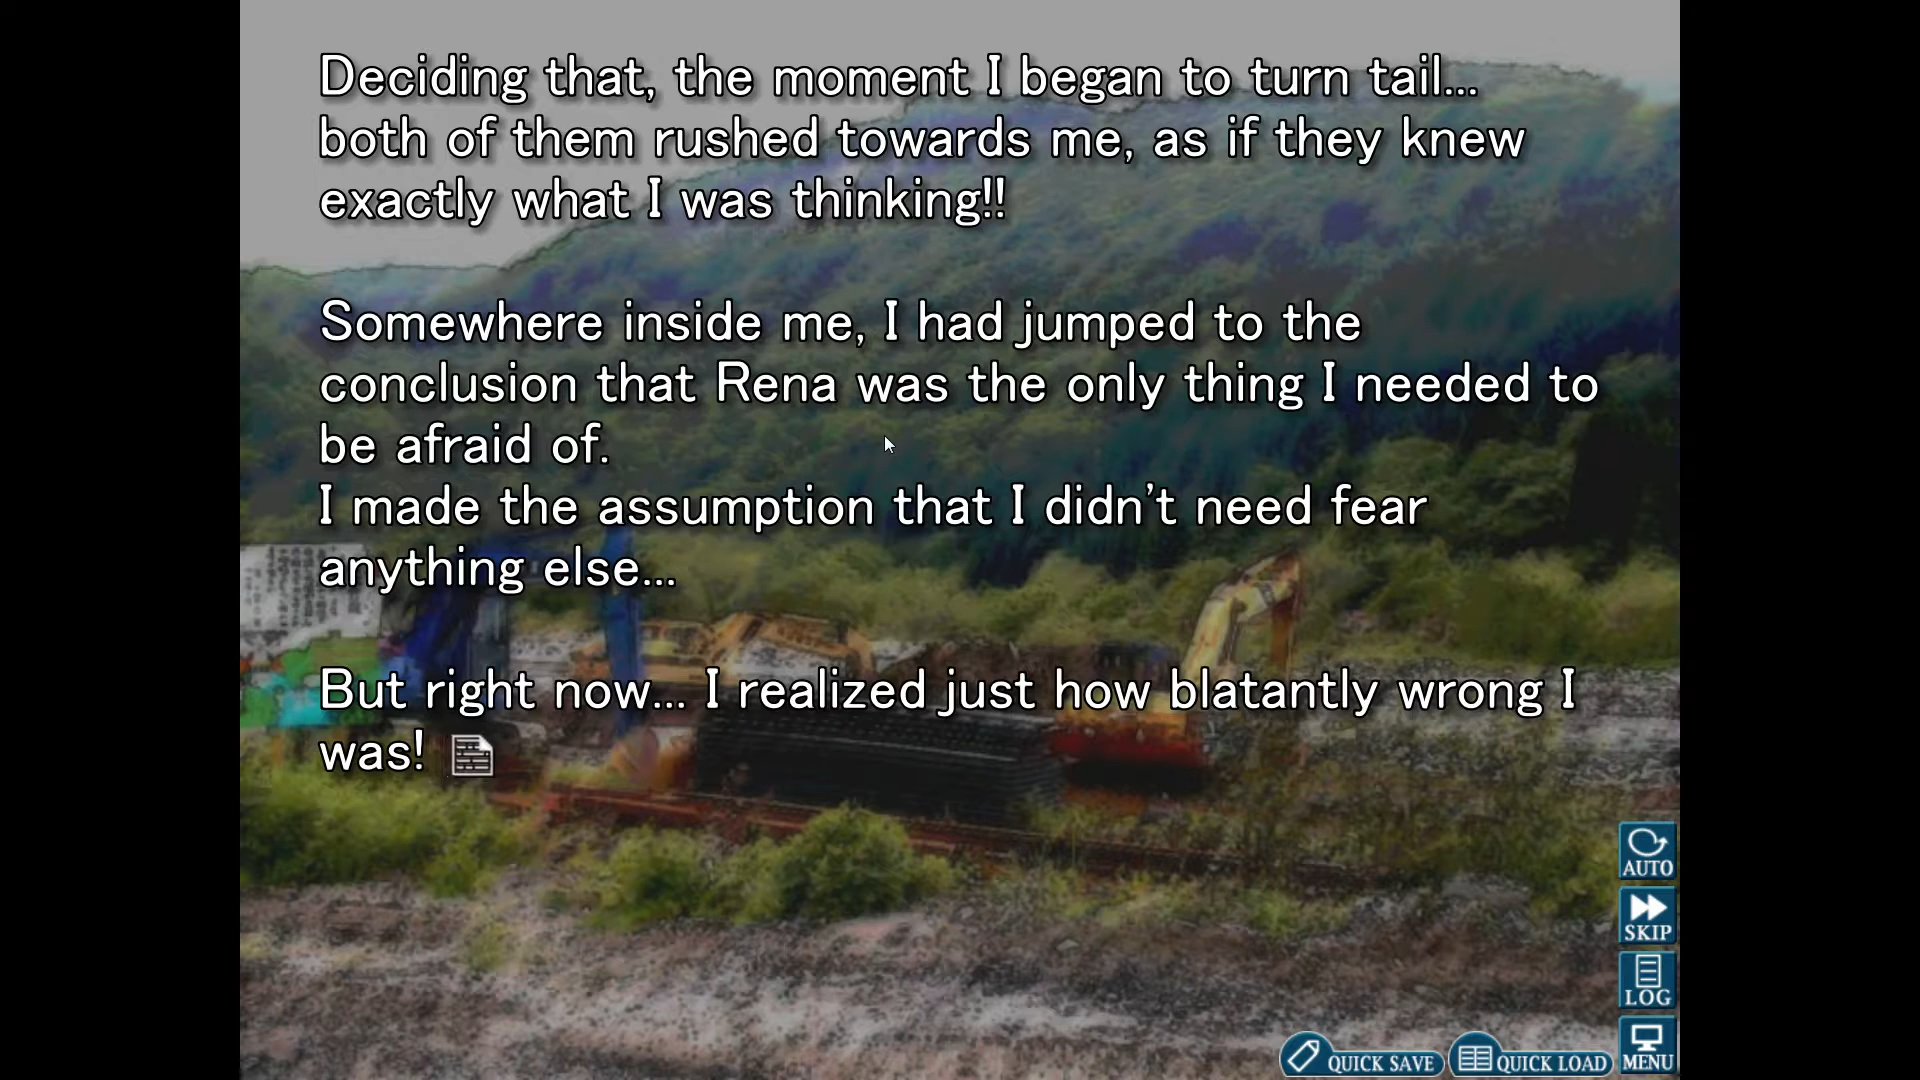 Deciding that, the moment I began to turn tail...
both of them rushed towards me, as if they knew
exactly what I was thinking!!
Somewhere inside me, I had jumped to the
conclusion that Rena was the only thing I needed to
be afraid of.
I made the assumption that I didn't need fear
anything else...
But right now... I realized just how blatantly wrong I
was!
AUTO
SKIP
LOG
MENU
QUICK SAVE
QUICK LOAD